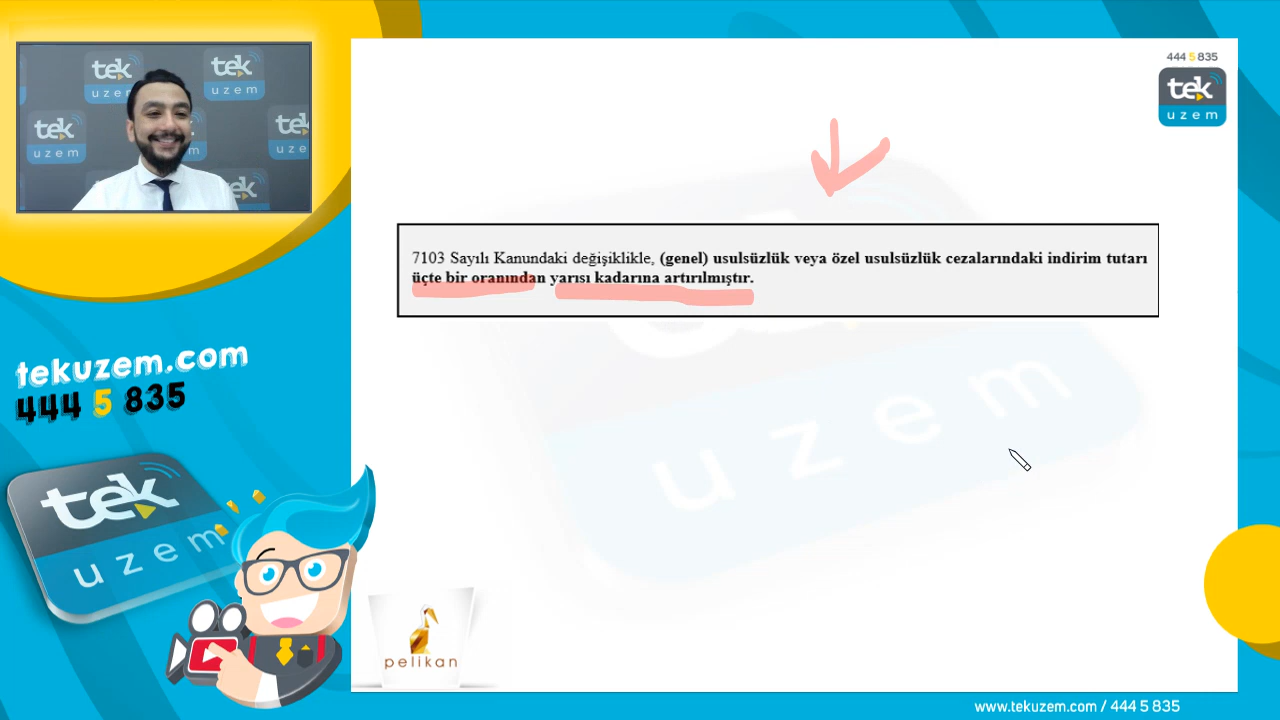 tek
uzem
tek
uzem
tek
uzem
tek
uze
tek
444 5 835
tek
uzem
7103 Sayılı Kanundaki değişiklikle, (genel) usulsüzlük veya özel usulsüzlük cezalarındaki indirim tutarı
üçte bir oranından yarısı kadarına artırılmıştır.
uzem
tekuzem.com
444 5 835
tek
uzem
pelikan
www.tekuzem.com / 444 5 835